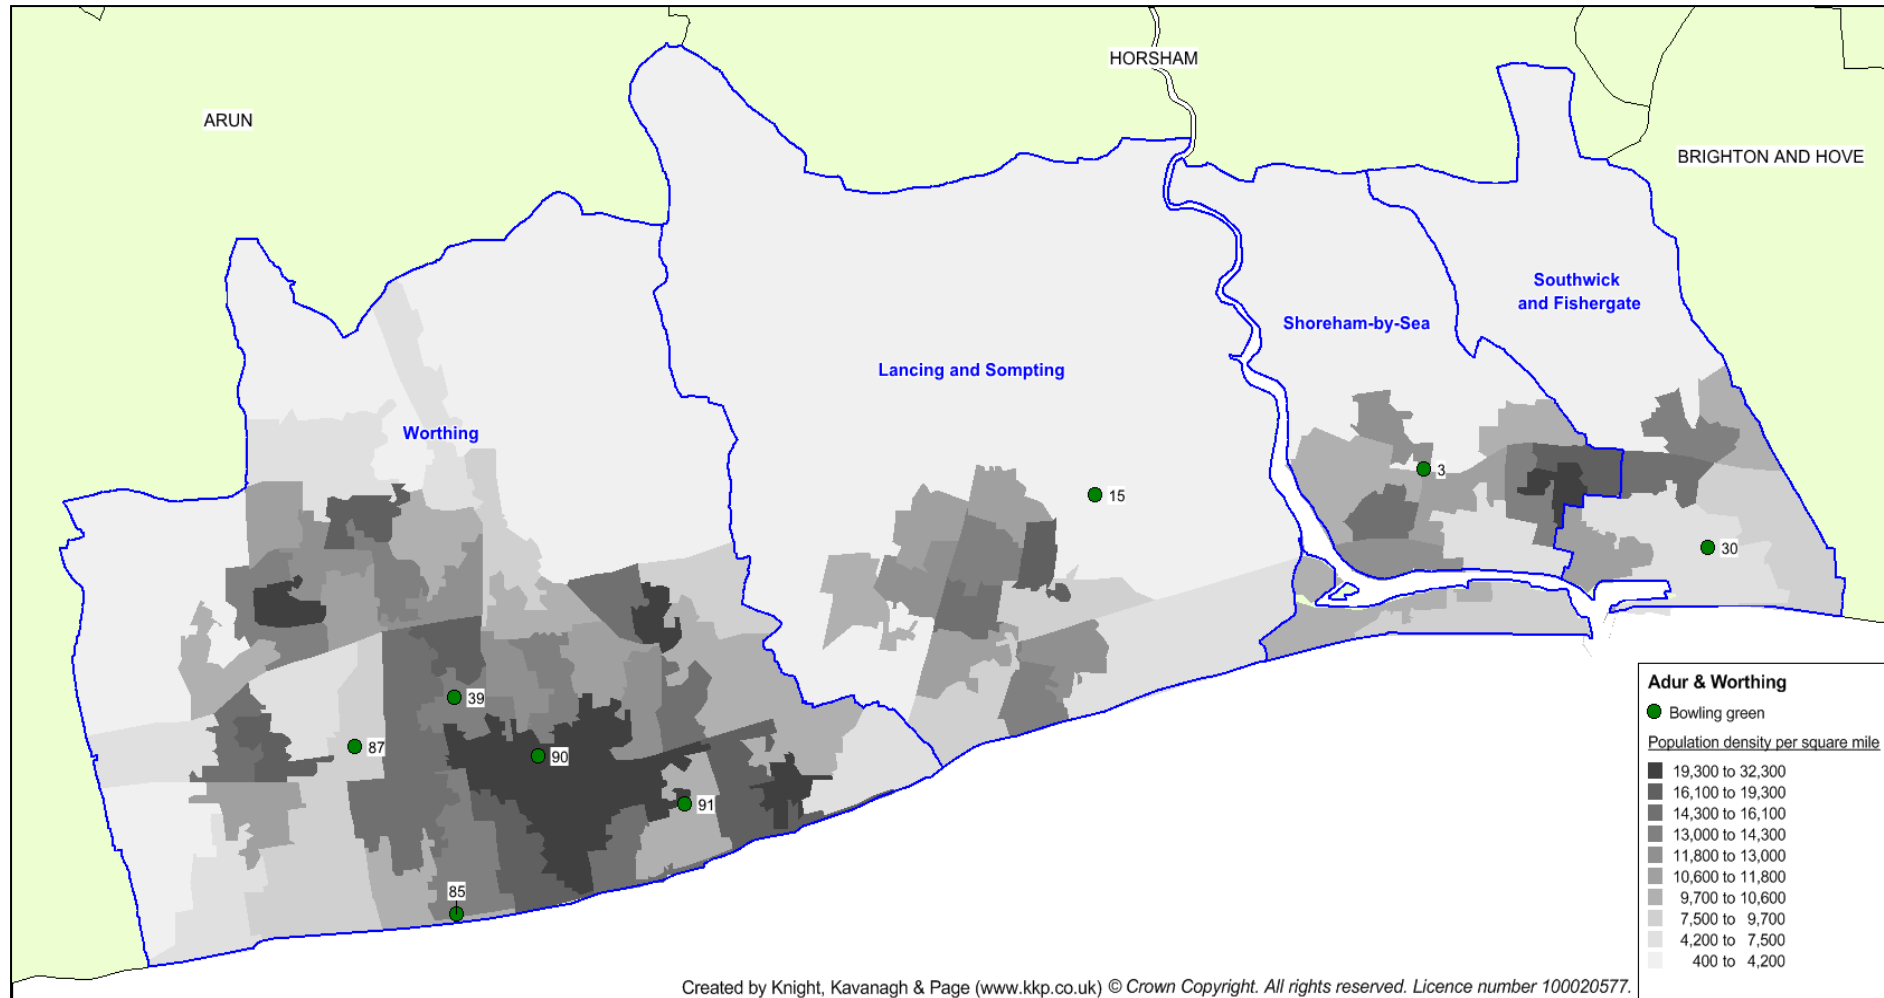 HORSHAM
ARUN
BRIGHTON AND HOVE
Southwick
and Fishergate
Shoreham-by-Sea
Lancing and Sompting
Worthing
3
15
30
39
87
90
91
85
Adur & Worthing
Bowling green
Population density per square mile
19,300 to 32,300
16,100 to 19,300
14,300 to 16,100
13,000 to 14,300
11,800 to 13,000
10,600 to 11,800
9,700 to 10,600
7,500 to 9,700
4,200 to 7,500
400 to 4,200
Created by Knight, Kavanagh & Page (www.kkp.co.uk) © Crown Copyright. All rights reserved. Licence number 100020577.